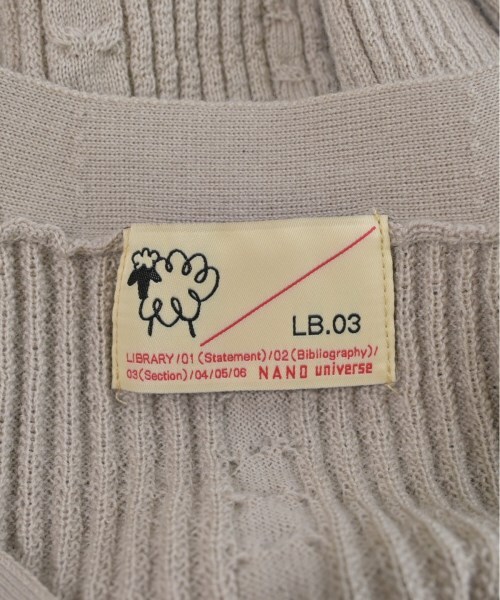 LB.03
LIBRARY/01(Statement)/02(Bibliography)/
03(Section)/04/05/06 NANO universe